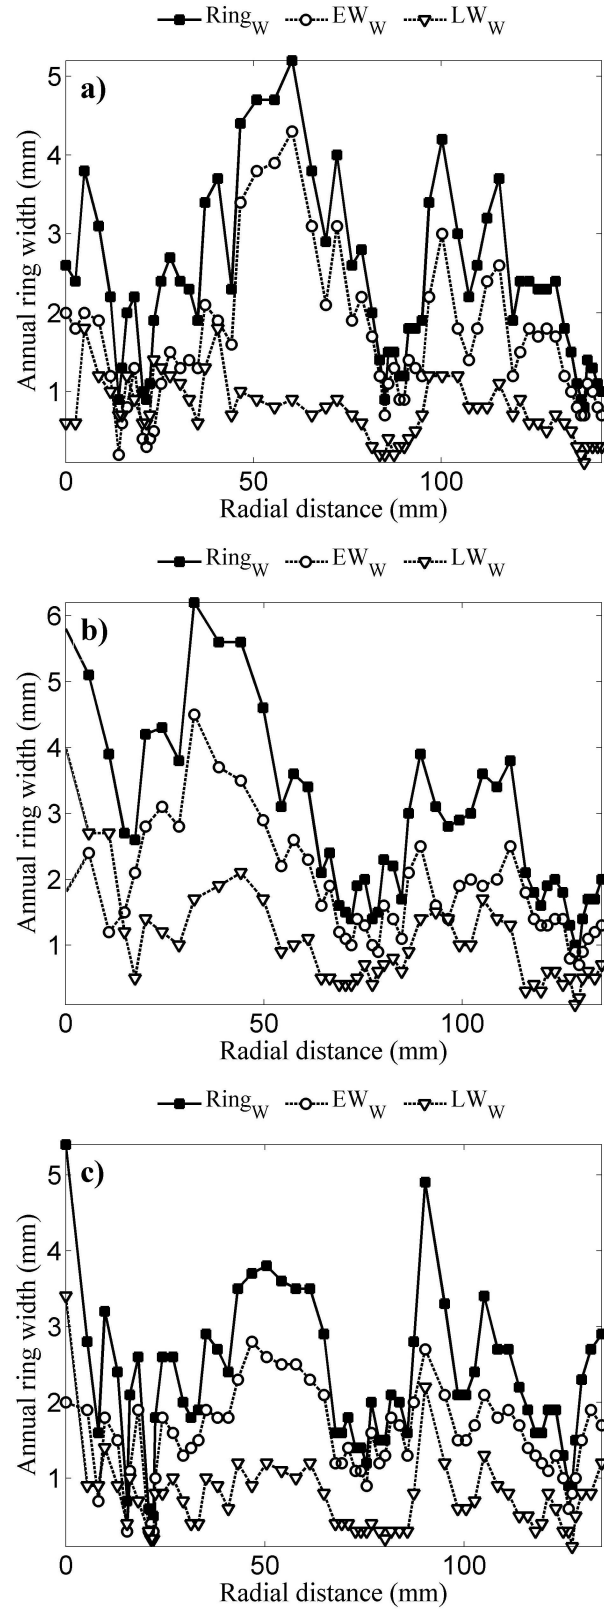 Ring_W EW_W LW_W
a)
5
4
3
2
1
0 50 100
Annual ring width (mm)
Radial distance (mm)
Ring_W EW_W LW_W
b)
6
5
4
3
2
1
0 50 100
Annual ring width (mm)
Radial distance (mm)
Ring_W EW_W LW_W
c)
5
4
3
2
1
0 50 100
Annual ring width (mm)
Radial distance (mm)